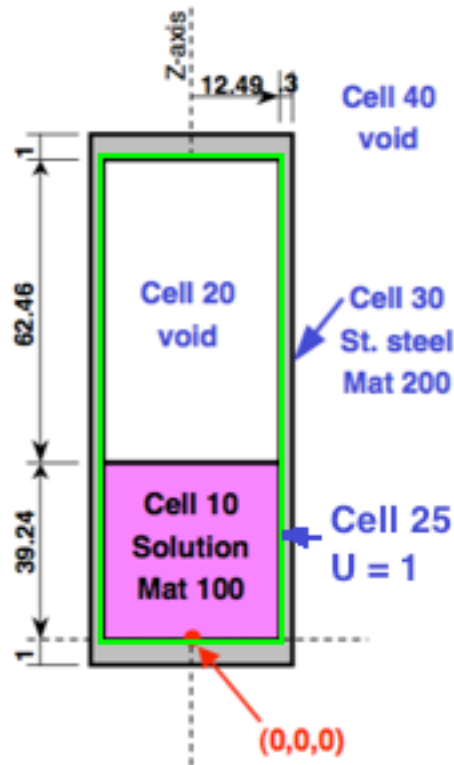 Z-axis
12.49
.3
Cell 40
void
1
62.46
Cell 20
void
Cell 30
St. steel
Mat 200
39.24
Cell 10
Solution
Mat 100
Cell 25
U = 1
1
(0,0,0)